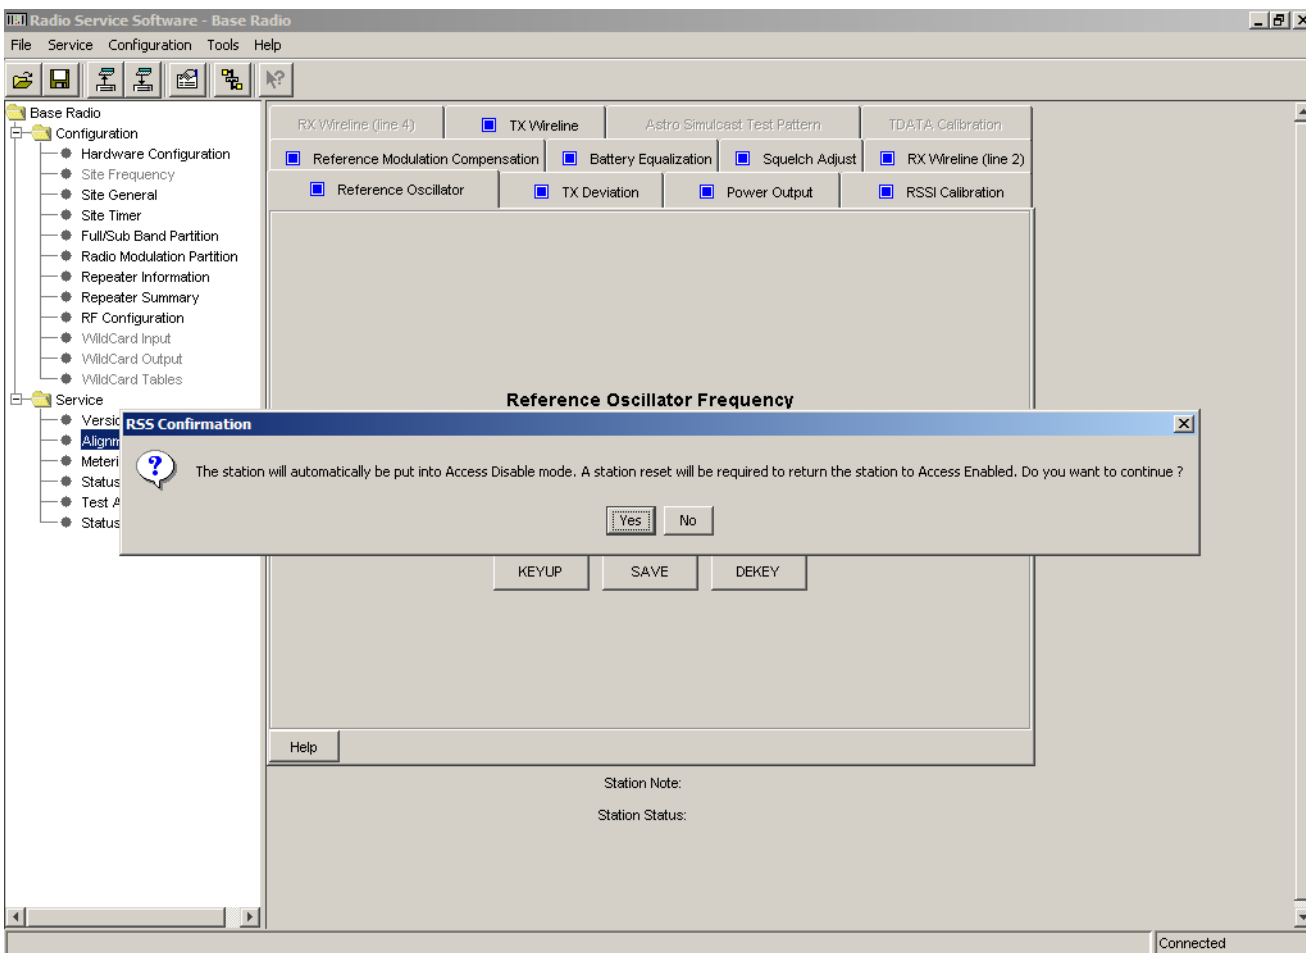 Radio Service Software - Base Radio
File Service Configuration Tools Help
Base Radio
Configuration
Hardware Configuration
Site Frequency
Site General
Site Timer
Full/Sub Band Partition
Radio Modulation Partition
Repeater Information
Repeater Summary
RF Configuration
WildCard Input
WildCard Output
WildCard Tables
Service
Versio
Alignm
Meteri
Status
Test A
Status
RX Wireline (line 4) TX Wireline Astro Simulcast Test Pattern TDATA Calibration
Reference Modulation Compensation Battery Equalization Squelch Adjust RX Wireline (line 2)
Reference Oscillator TX Deviation Power Output RSSI Calibration
Reference Oscillator Frequency
RSS Confirmation
The station will automatically be put into Access Disable mode. A station reset will be required to return the station to Access Enabled. Do you want to continue ?
Yes No
KEYUP SAVE DEKEY
Help
Station Note:
Station Status:
Connected